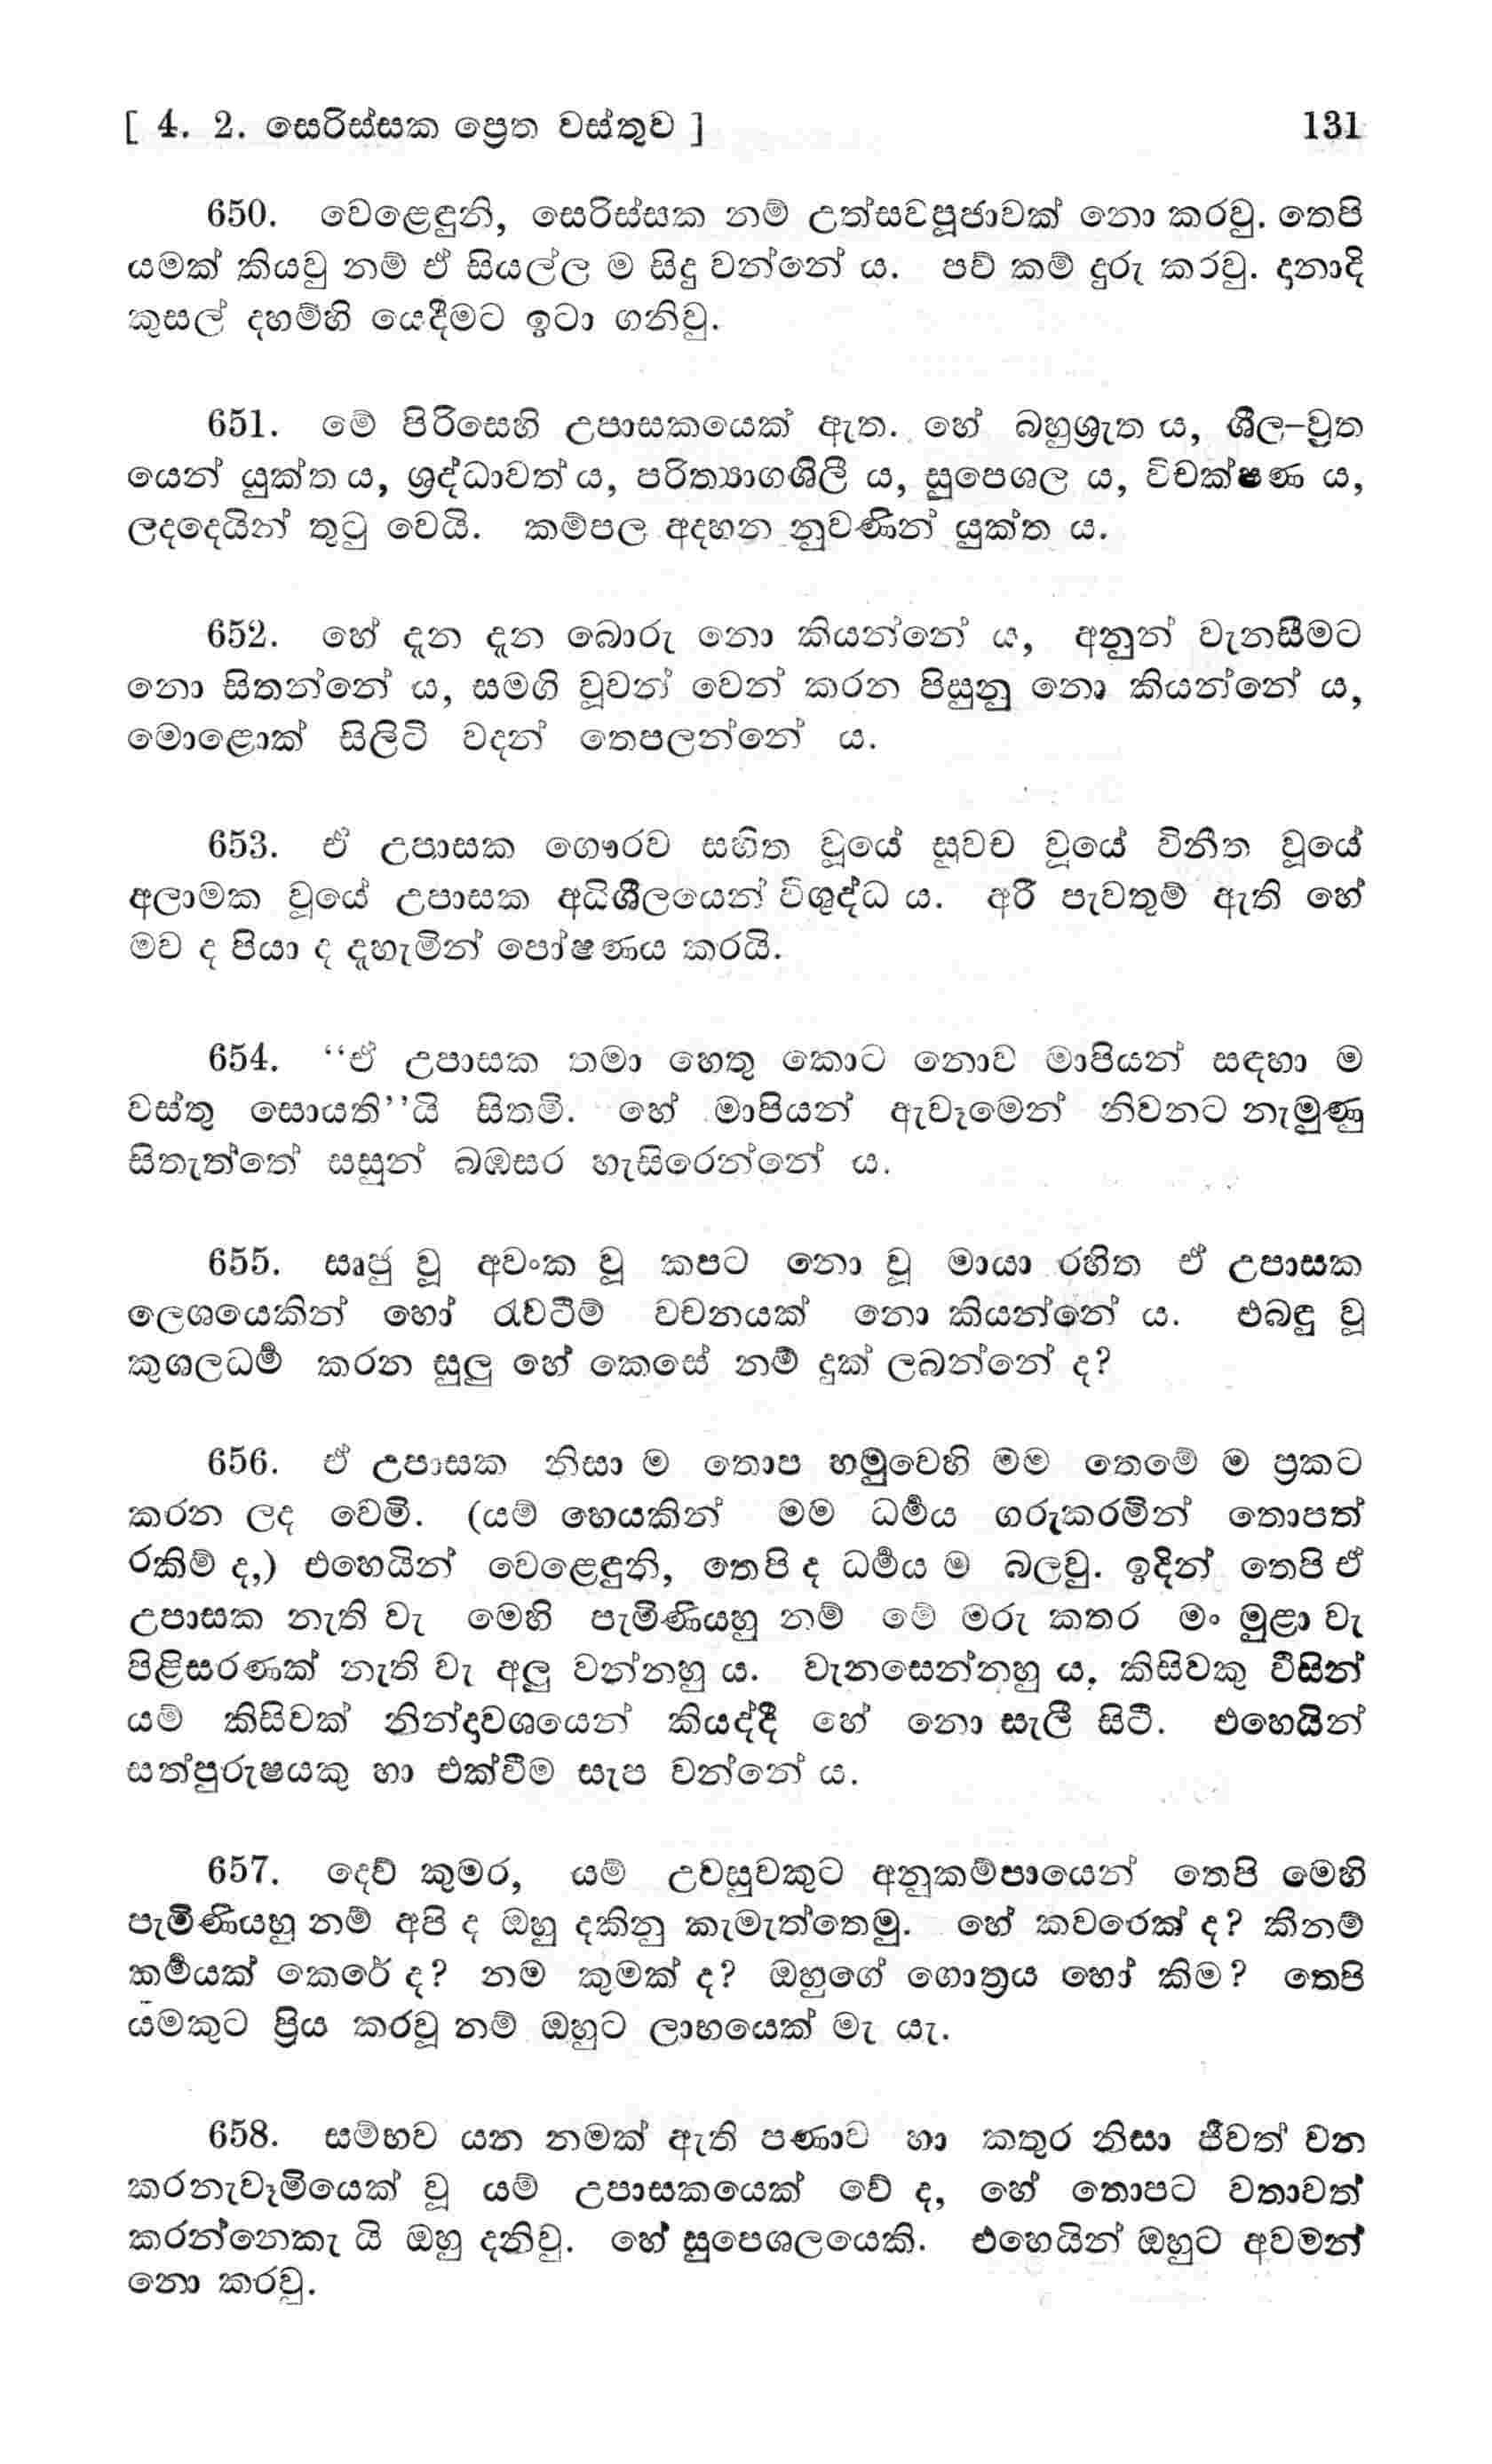 [ 4. 2. සෙරිස්සක ප්‍රෙත වස්තුව ] 131
650. වෙළෙඳුනි, සෙරිස්සක නම් උත්සවපූජාවක් නො කරවු. තෙපි
යමක් කියවු නම් ඒ සියල්ල ම සිදු වන්නේ ය. පව් කම් දුරු කරවු. දානාදි
කුසල් දහම්හි යෙදීමට ඉටා ගනිවු.
651. මේ පිරිසෙහි උපාසකයෙක් ඇත. හේ බහුශ්‍රැත ය, ශීල-ව්‍රත
යෙන් යුක්ත ය, ශ්‍රද්ධාවත් ය, පරිත්‍යාගශීලී ය, සුපෙශල ය, විචක්ෂණ ය,
ලදදෙයින් තුටු වෙයි. කම්පල අදහන නුවණින් යුක්ත ය.
652. හේ දැන දැන බොරු නො කියන්නේ ය, අනුන් වැනසීමට
නො සිතන්නේ ය, සමගි වූවන් වෙන් කරන පිසුනු නො කියන්නේ ය,
මොළොක් සිලිටි වදන් තෙපලන්නේ ය.
653. ඒ උපාසක ගෞරව සහිත වූයේ සුවච වූයේ විනීත වූයේ
අලාමක වූයේ උපාසක අධිශීලයෙන් විශුද්ධ ය. අරී පැවතුම් ඇති හේ
මව ද පියා ද දැහැමින් පෝෂණය කරයි.
654. “ඒ උපාසක තමා හෙතු කොට නොව මාපියන් සඳහා ම
වස්තු සොයති”යි සිතමි. හේ මාපියන් ඇවෑමෙන් නිවනට නැමුණු
සිතැත්තේ සසුන් බඹසර හැසිරෙන්නේ ය.
655. සෘජු වූ අවංක වූ කපට නො වූ මායා රහිත ඒ උපාසක
ලෙශයෙකින් හෝ රැවටීම් වචනයක් නො කියන්නේ ය. එබඳු වූ
කුශලධර්‍ම කරන සුලු හේ කෙසේ නම් දුක් ලබන්නේ ද?
656. ඒ උපාසක නිසා ම තොප හමුවෙහි මම තෙමේ ම ප්‍රකට
කරන ලද වෙමි. (යම් හෙයකින් මම ධර්‍මය ගරුකරමින් තොපත්
රකිම් ද,) එහෙයින් වෙළෙඳුනි, තෙපි ද ධර්‍මය ම බලවු. ඉදින් තෙපි ඒ
උපාසක නැති වැ මෙහි පැමිණියහු නම් මේ මරු කතර මං මුළා වැ
පිළිසරණක් නැති වැ අලු වන්නහු ය. වැනසෙන්නහු ය, කිසිවකු විසින්
යම් කිසිවක් නින්දාවශයෙන් කියද්දී හේ නො සැලී සිටී. එහෙයින්
සත්පුරුෂයකු හා එක්වීම සැප වන්නේ ය.
657. දෙව් කුමර, යම් උවසුවකුට අනුකම්පායෙන් තෙපි මෙහි
පැමිණියහු නම් අපි ද ඔහු දකිනු කැමැත්තෙමු. හේ කවරෙක් ද? කිනම්
කර්‍මයක් කෙරේ ද? නම කුමක් ද? ඔහුගේ ගොත්‍රය හෝ කිම? තෙපි
යමකුට ප්‍රිය කරවූ නම් ඔහුට ලාභයෙක් මැ යැ.
658. සම්භව යන නමක් ඇති පණාව හා කතුර නිසා ජීවත් වන
කරනැවෑමියෙක් වූ යම් උපාසකයෙක් වේ ද, හේ තොපට වතාවත්
කරන්නෙකැ යි ඔහු දනිවු. හේ සුපෙශලයෙකි. එහෙයින් ඔහුට අවමන්
නො කරවු.